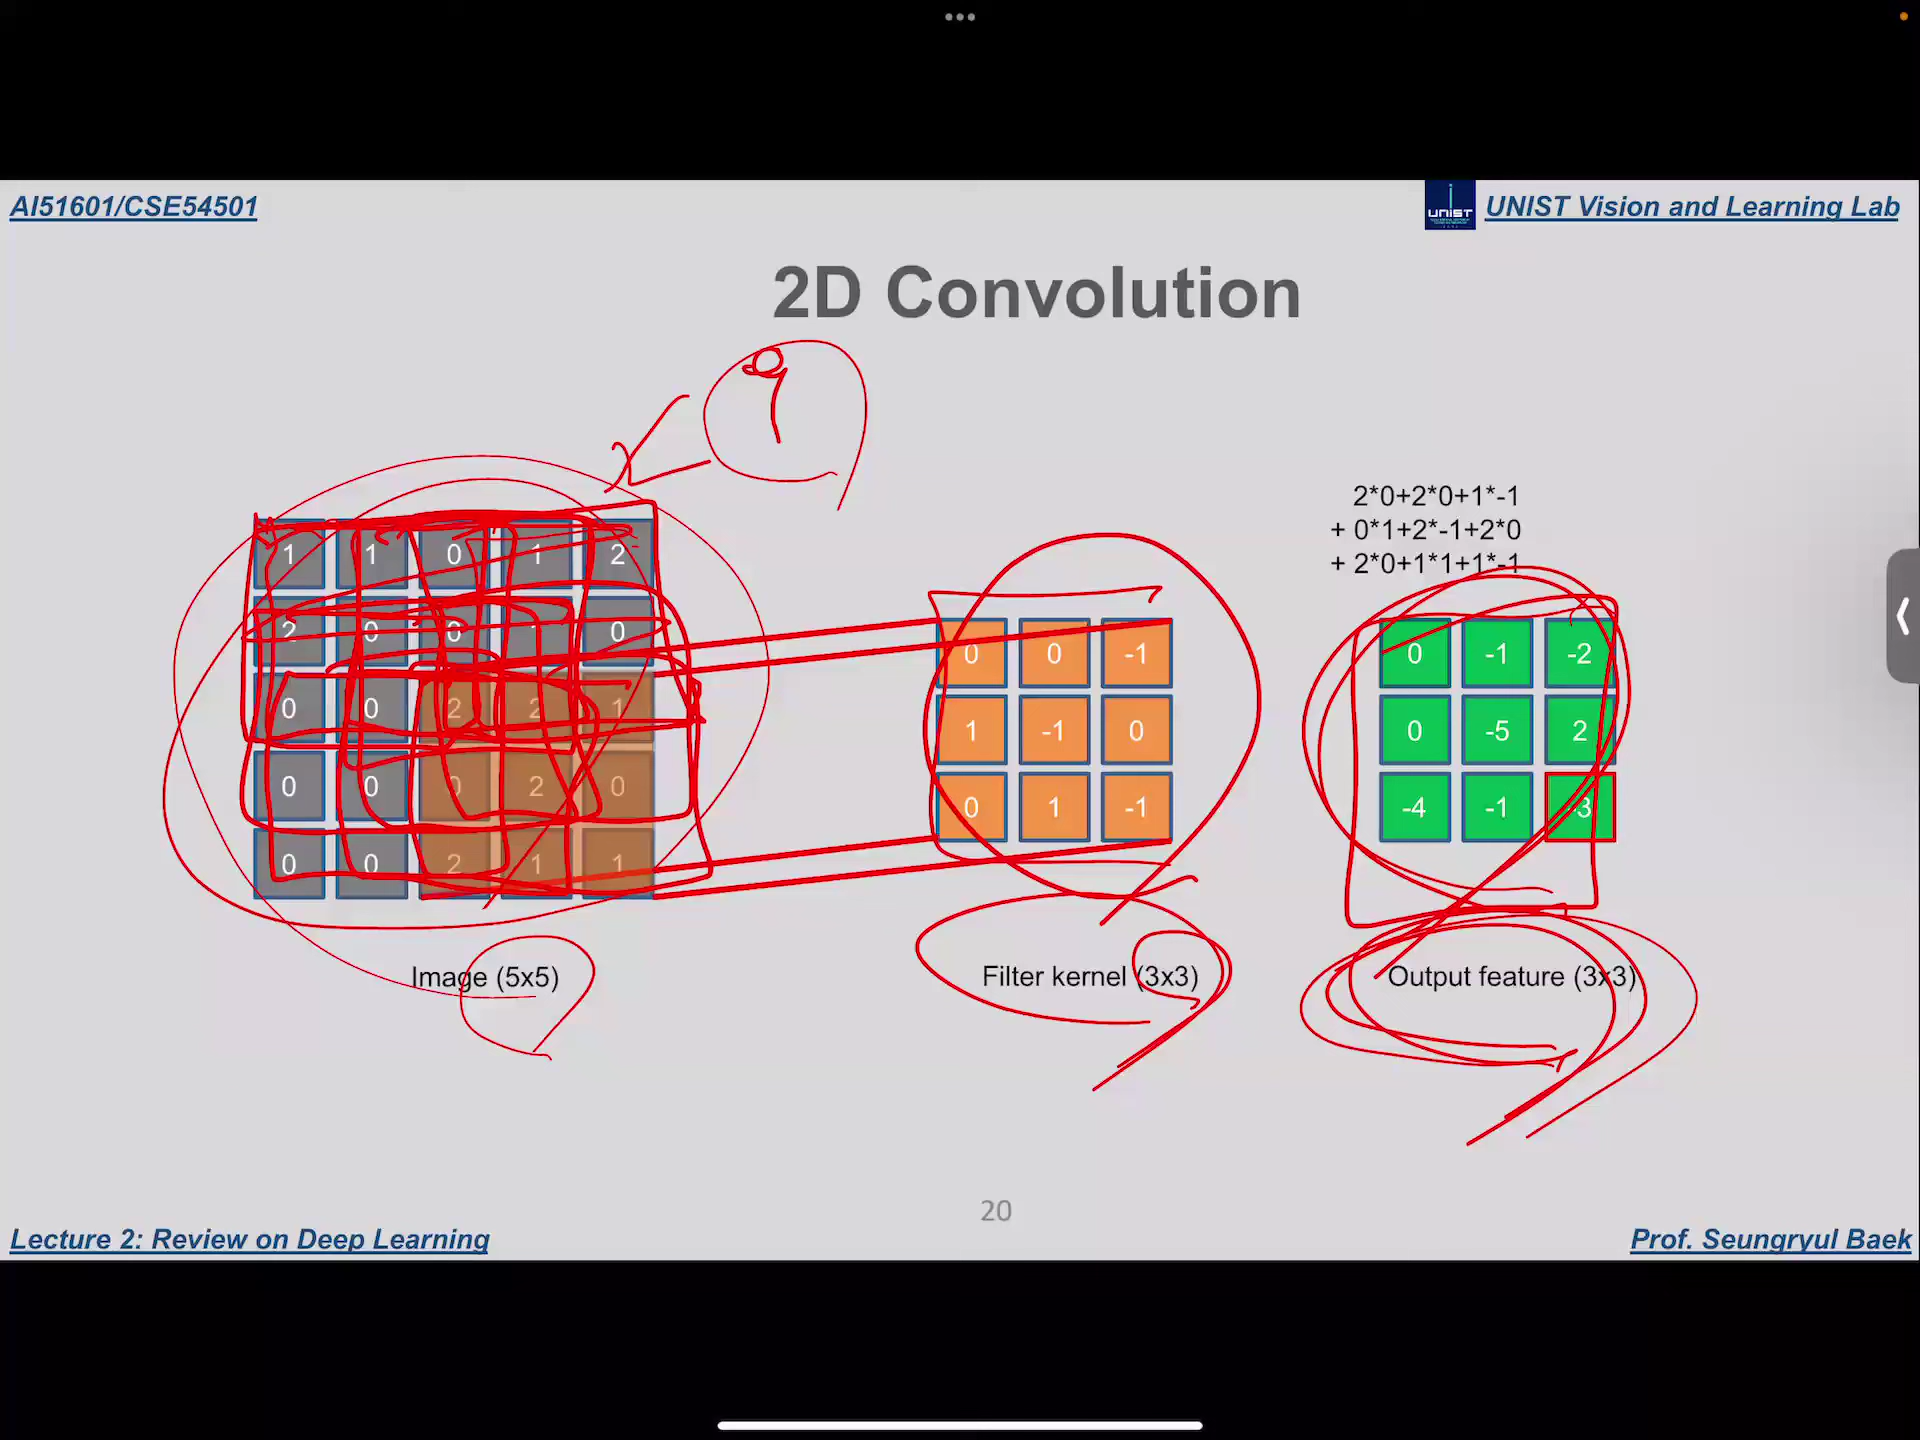 AI51601/CSE54501
UNIST
UNIST Vision and Learning Lab
2D Convolution
9
2*0+2*0+1*-1
+ 0*1+2*-1+2*0
+ 2*0+1*1+1*-1
1 1 0 1 2
2 0 0 0
0 0 2 2 1
0 0 0 2 0
0 0 2 1 1
0 0 -1
1 -1 0
0 1 -1
0 -1 -2
0 -5 2
-4 -1 -3
Image (5x5)
Filter kernel (3x3)
Output feature (3x3)
20
Lecture 2: Review on Deep Learning
Prof. Seungryul Baek